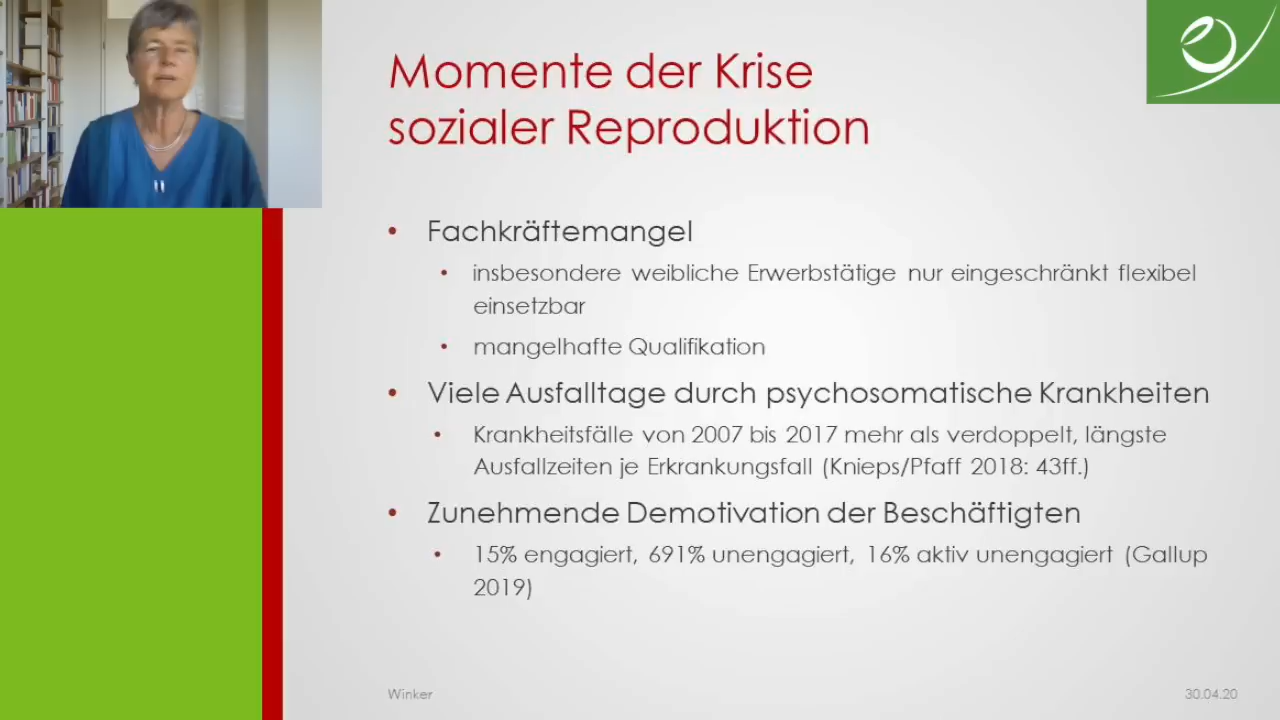 Momente der Krise
sozialer Reproduktion
• Fachkräftemangel
• insbesondere weibliche Erwerbstätige nur eingeschränkt flexibel
einsetzbar
• mangelhafte Qualifikation
• Viele Ausfalltage durch psychosomatische Krankheiten
• Krankheitsfälle von 2007 bis 2017 mehr als verdoppelt, längste
Ausfallzeiten je Erkrankungsfall (Knieps/Pfaff 2018: 43ff.)
• Zunehmende Demotivation der Beschäftigten
• 15% engagiert, 691% unengagiert, 16% aktiv unengagiert (Gallup
2019)
Winker
30.04.20